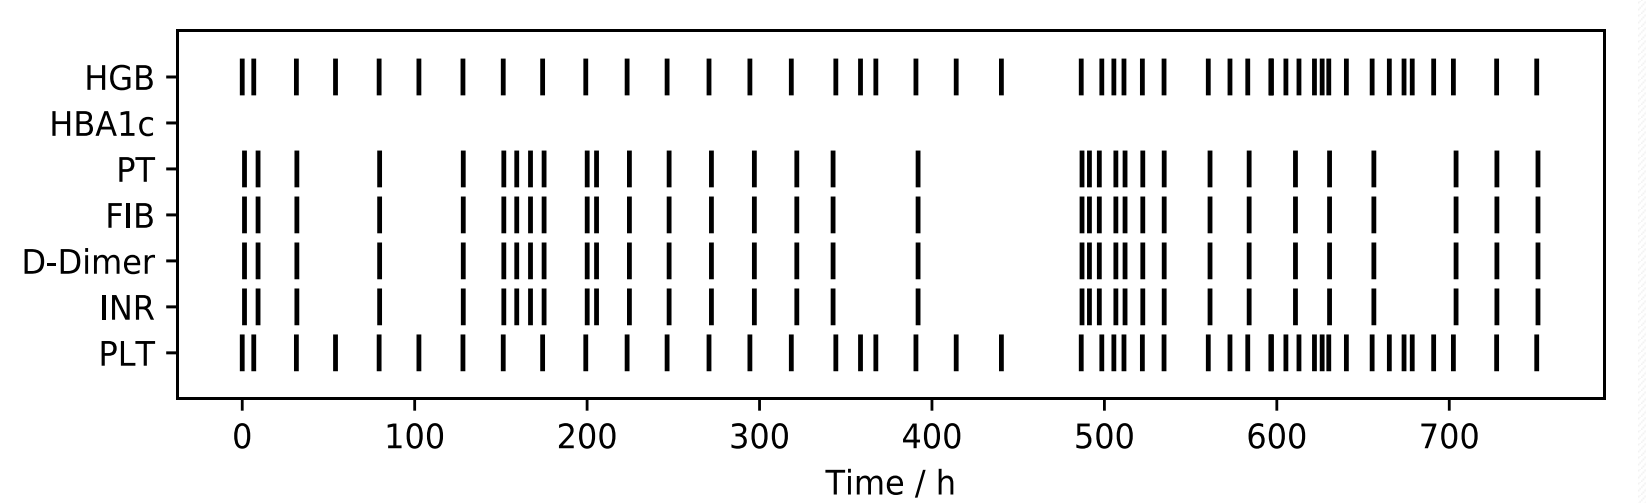 HGB
HBA1c
PT
FIB
D-Dimer
INR
PLT
0 100 200 300 400 500 600 700
Time / h